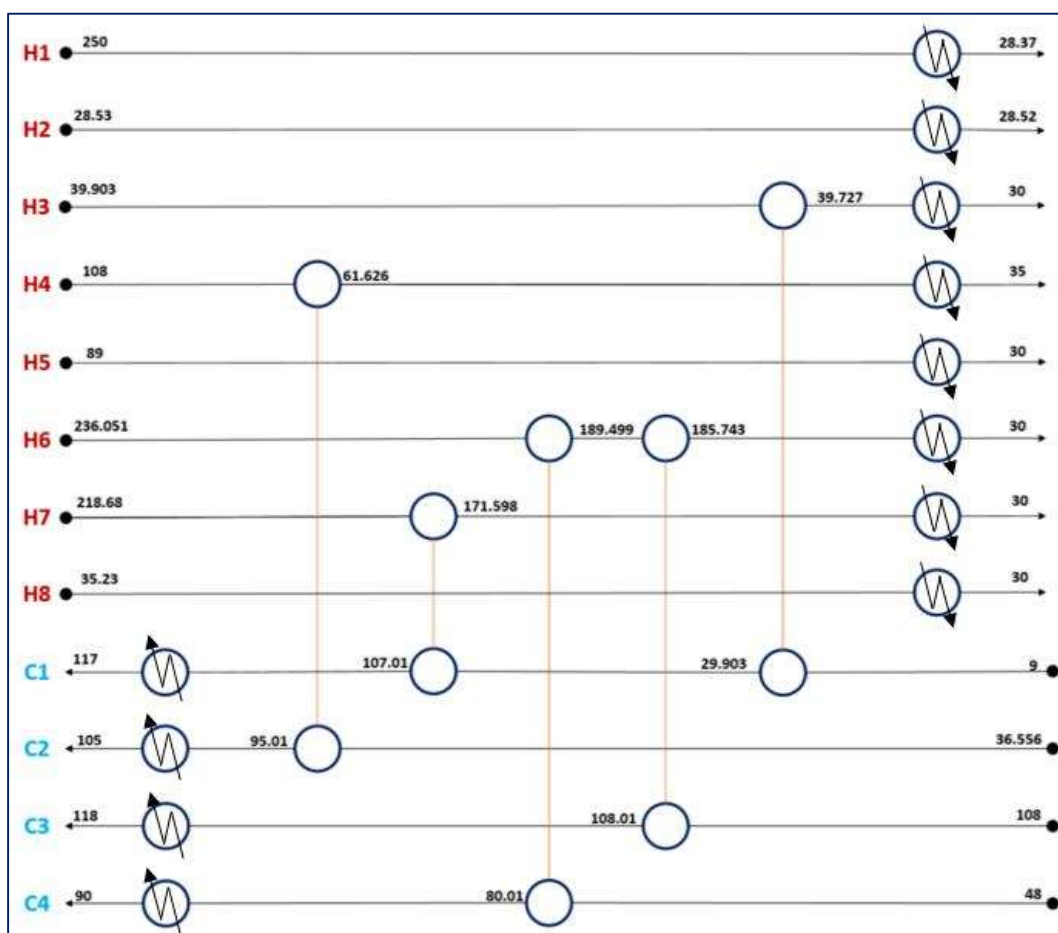 H1 250 28.37
H2 28.53 28.52
H3 39.903 39.727 30
H4 108 61.626 35
H5 89 30
H6 236.051 189.499 185.743 30
H7 218.68 171.598 30
H8 35.23 30
C1 117 107.01 29.903 9
C2 105 95.01 36.556
C3 118 108.01 108
C4 90 80.01 48